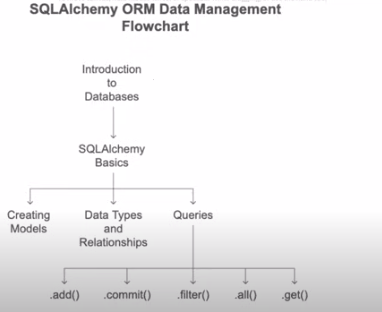 SQLAlchemy ORM Data Management
Flowchart
Introduction
to
Databases
SQLAlchemy
Basics
Creating
Models
Data Types
and
Relationships
Queries
.add()
.commit()
.filter()
.all()
.get()